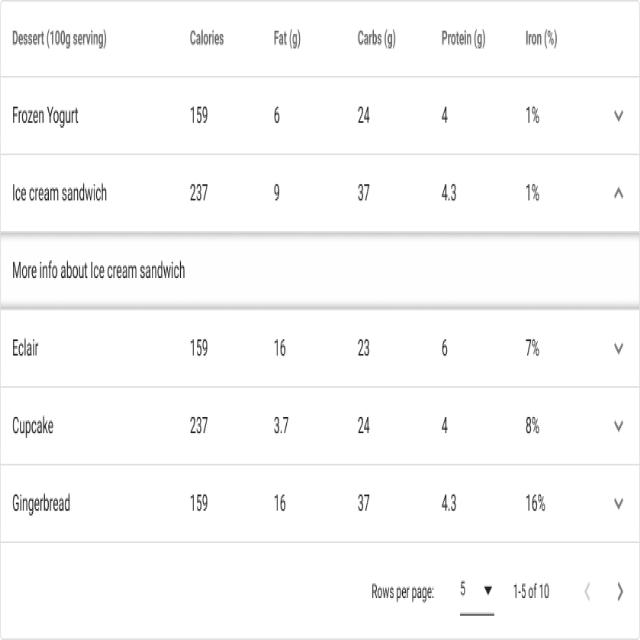 Dessert (100g serving) Calories Fat (g) Carbs (g) Protein (g) Iron (%)
Frozen Yogurt 159 6 24 4 1%
Ice cream sandwich 237 9 37 4.3 1%
More info about Ice cream sandwich
Eclair 159 16 23 6 7%
Cupcake 237 3.7 24 4 8%
Gingerbread 159 16 37 4.3 16%
Rows per page: 5 1-5 of 10